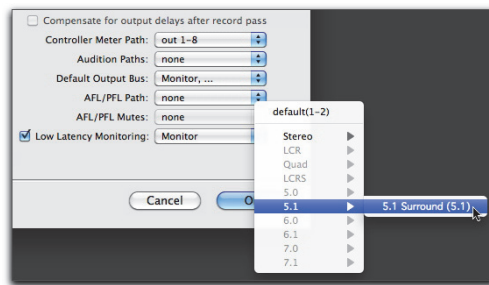 Compensate for output delays after record pass
Controller Meter Path: out 1–8
Audition Paths: none
Default Output Bus: Monitor, ...
AFL/PFL Path: none
AFL/PFL Mutes: none
Low Latency Monitoring: Monitor
Cancel
default(1–2)
Stereo
LCR
Quad
LCRS
5.0
5.1
5.1 Surround (5.1)
6.0
6.1
7.0
7.1